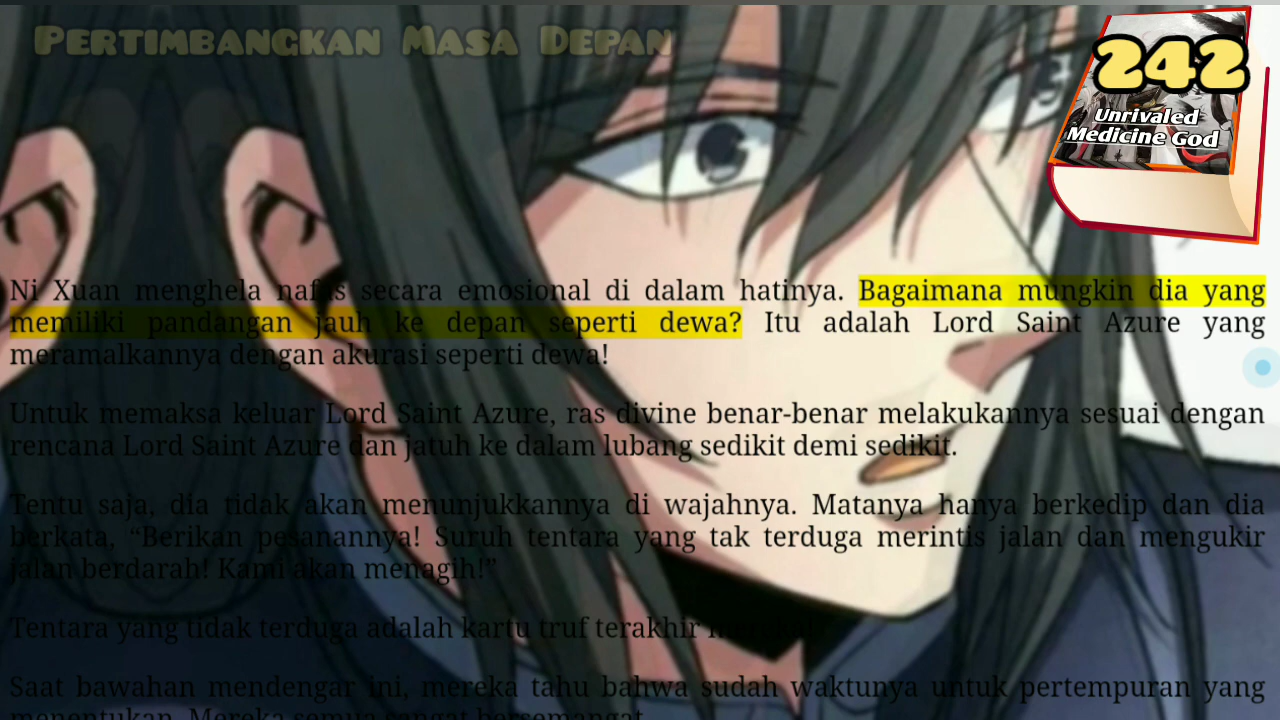 PERTIMBANGKAN MASA DEPAN
242
Unrivaled
Medicine God
Ni Xuan menghela nafas secara emosional di dalam hatinya. Bagaimana mungkin dia yang
memiliki pandangan jauh ke depan seperti dewa? Itu adalah Lord Saint Azure yang
meramalkannya dengan akurasi seperti dewa!
Untuk memaksa keluar Lord Saint Azure, ras divine benar-benar melakukannya sesuai dengan
rencana Lord Saint Azure dan jatuh ke dalam lubang sedikit demi sedikit.
Tentu saja, dia tidak akan menunjukkannya di wajahnya. Matanya hanya berkedip dan dia
berkata, “Berikan pesanannya! Suruh tentara yang tak terduga merintis jalan dan mengukir
jalan berdarah! Kami akan menagih!”
Tentara yang tidak terduga adalah kartu truf terakhir
Saat bawahan mendengar ini, mereka tahu bahwa sudah waktunya untuk pertempuran yang
menentukan. Mereka semua sangat bersemangat.